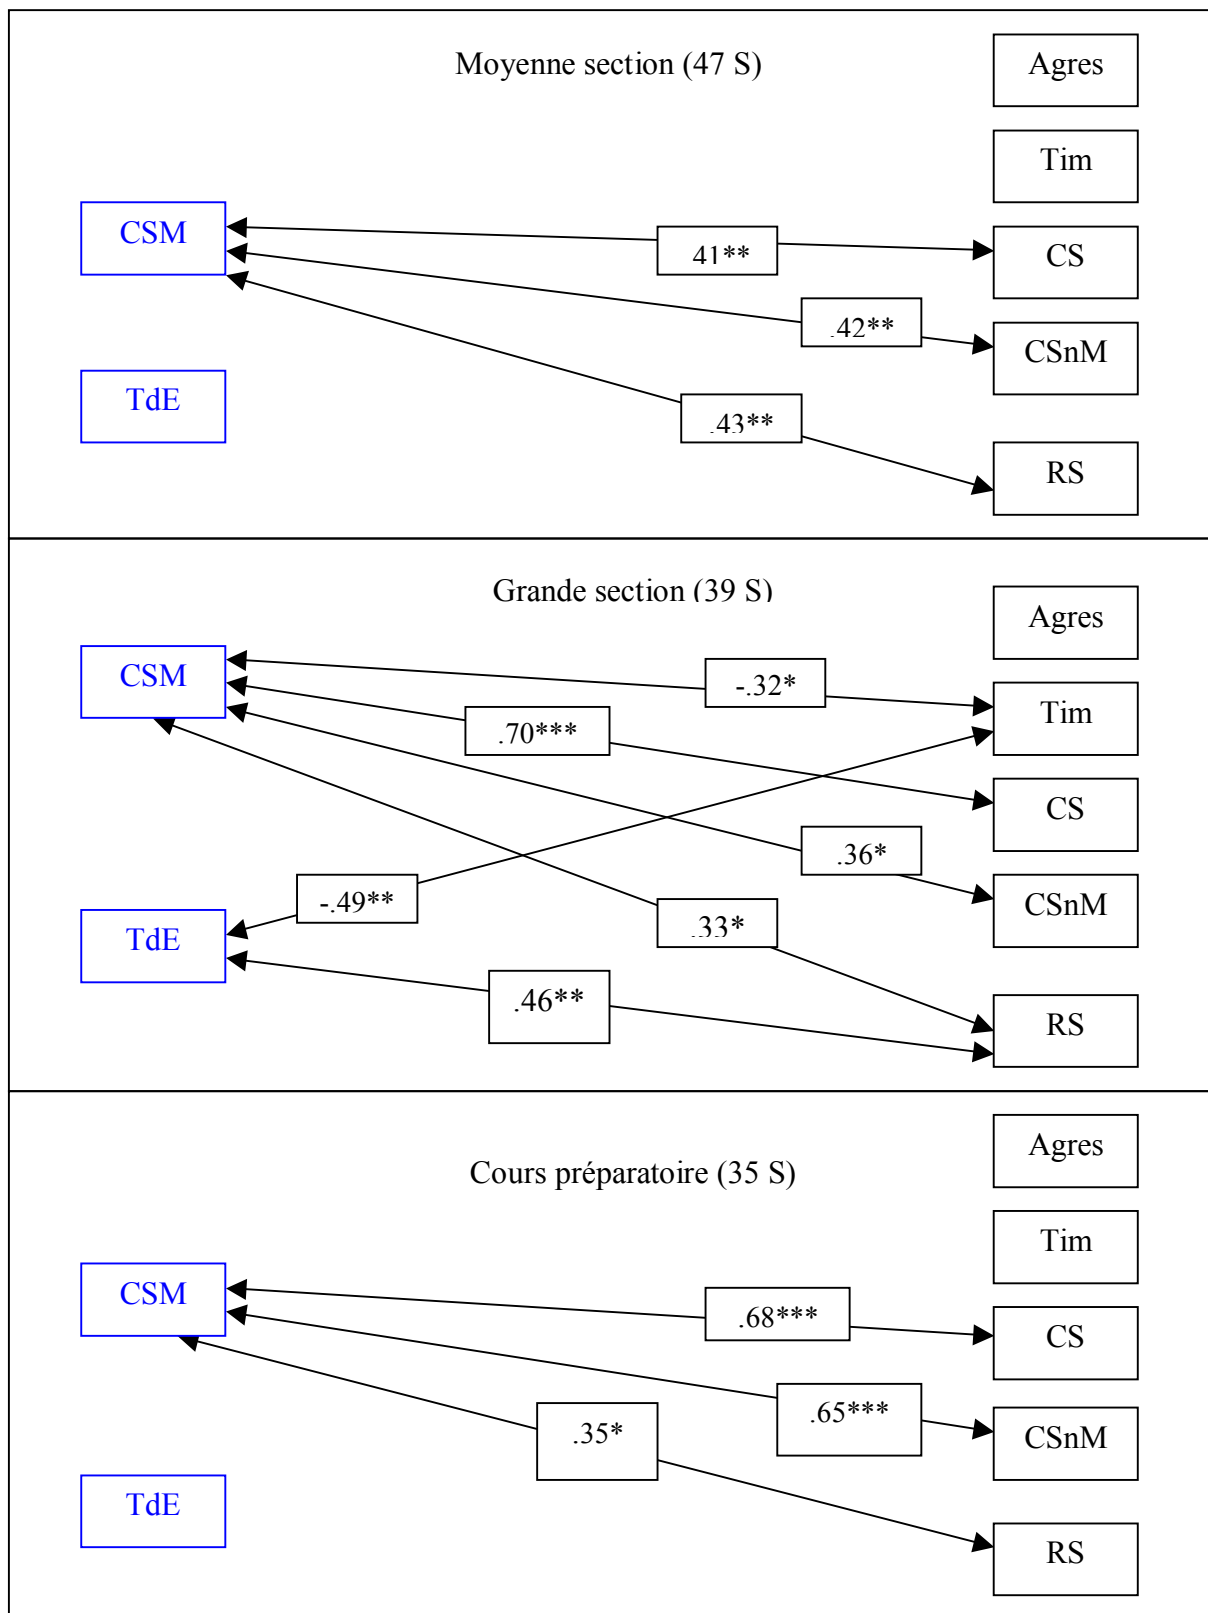 Moyenne section (47 S)
Agres
Tim
CSM
41**
CS
.42**
CSnM
TdE
.43**
RS
Grande section (39 S)
Agres
CSM
-.32*
Tim
.70***
CS
.36*
-.49**
CSnM
.33*
TdE
.46**
RS
Agres
Cours préparatoire (35 S)
Tim
CSM
.68***
CS
.65***
.35*
CSnM
TdE
RS